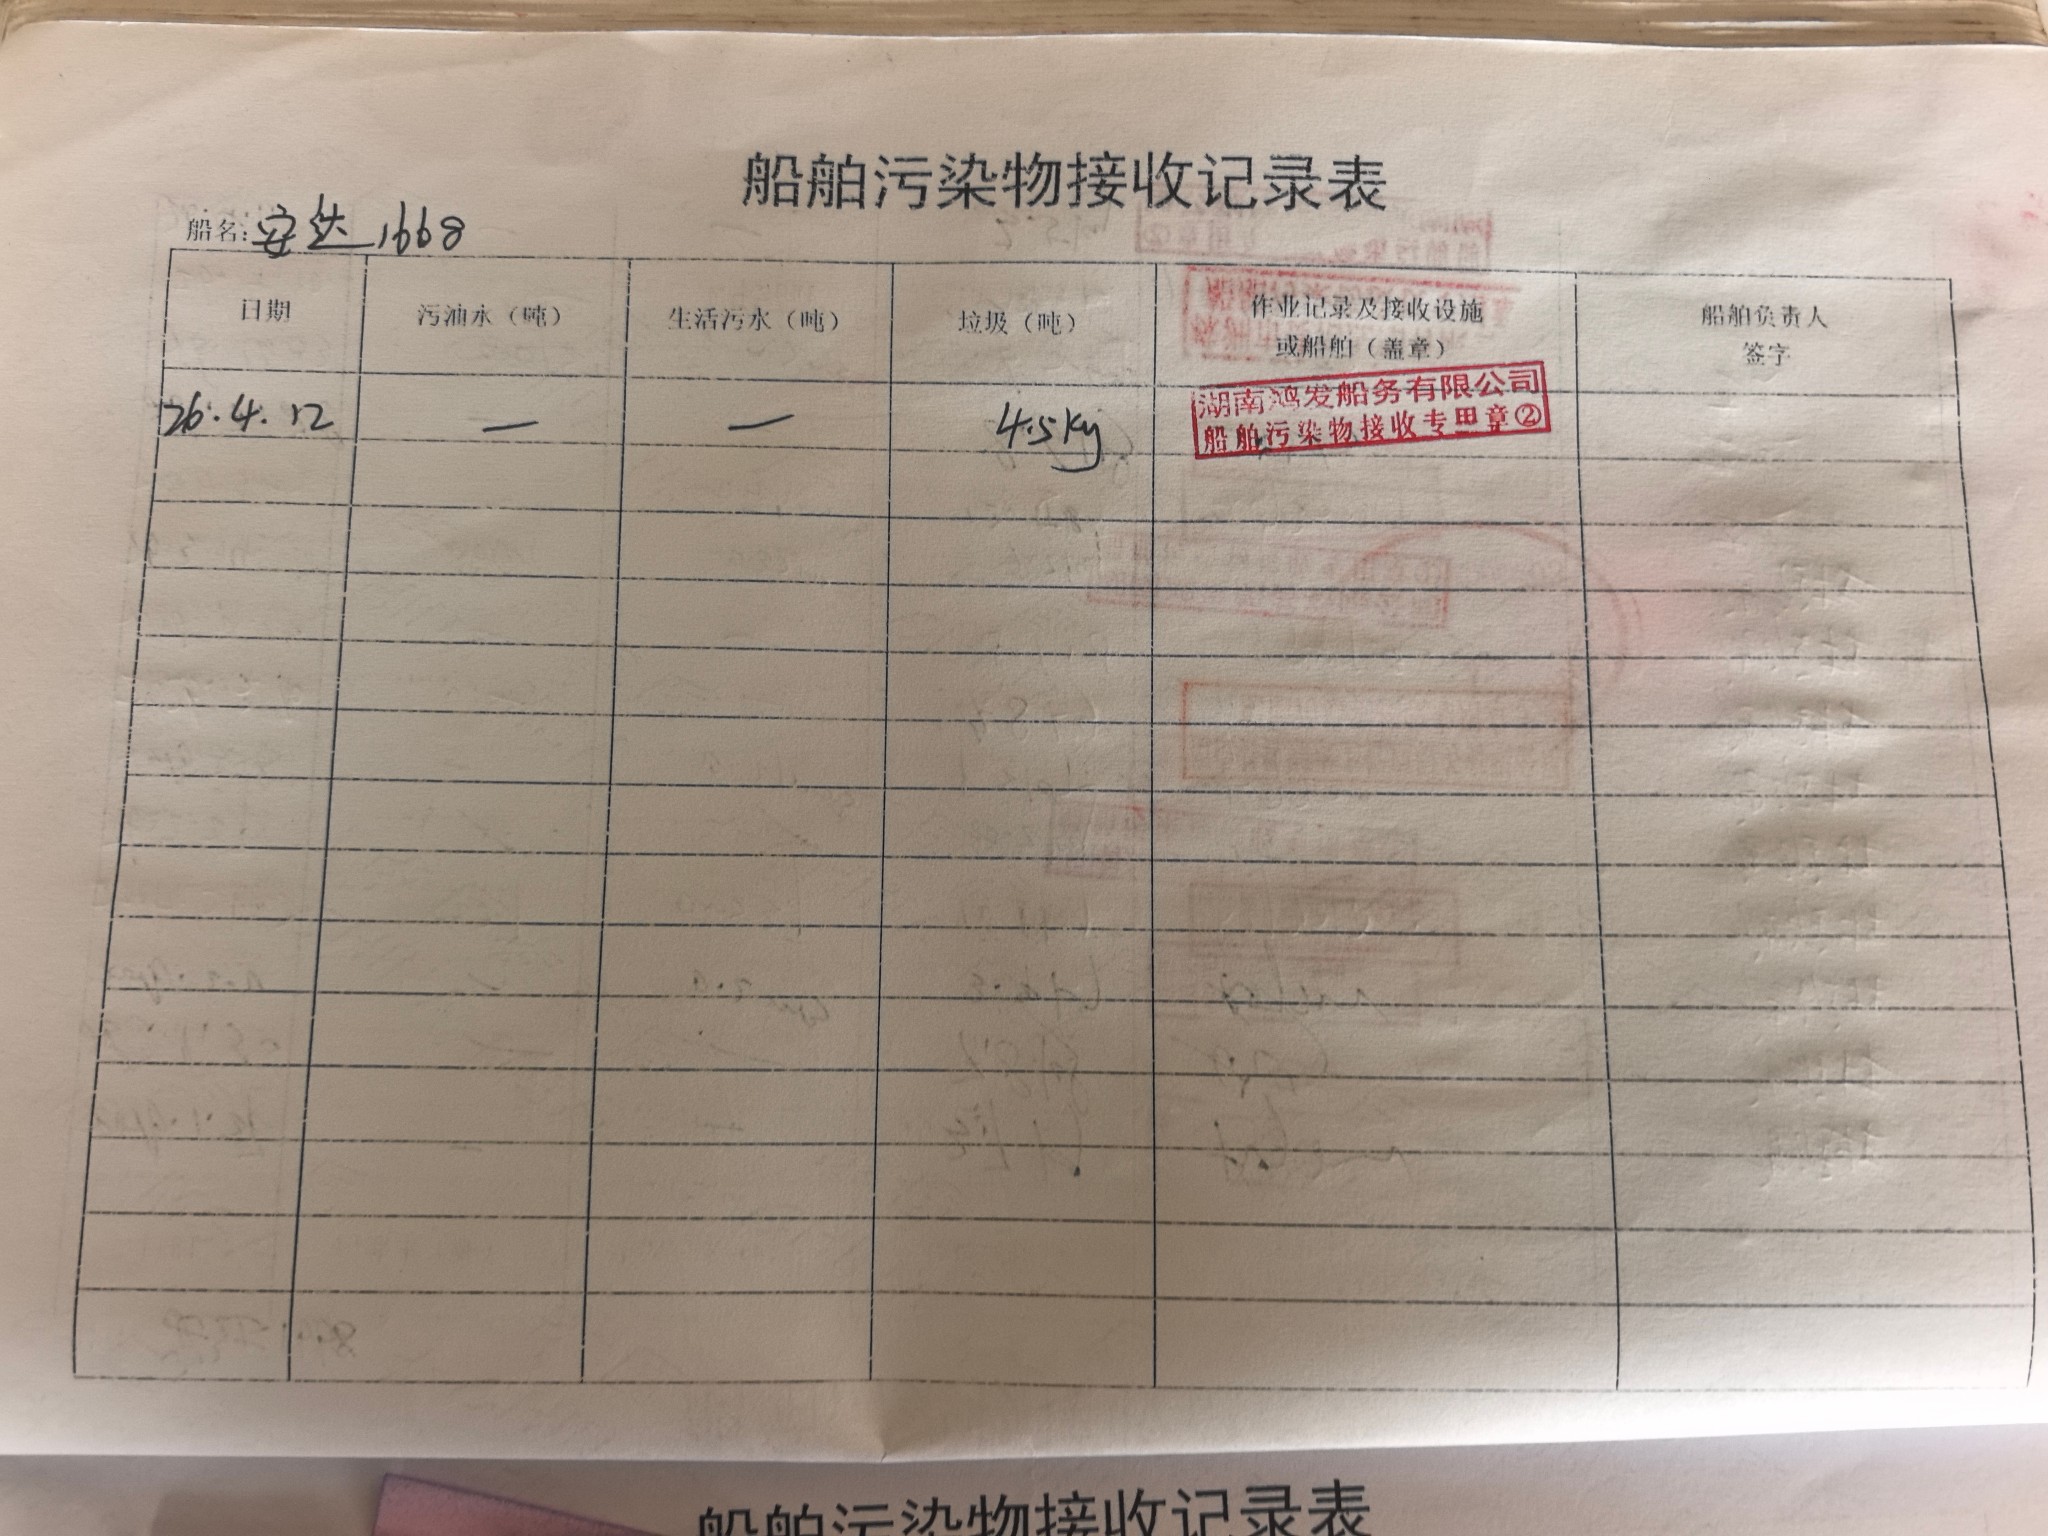 船舶污染物接收记录表
船名:安达1668
日期 污油水（吨） 生活污水（吨） 垃圾（吨） 作业记录及接收设施或船舶（盖章） 船舶负责人签字
26.4.12 — — 4.5kg
湖南鸿发船务有限公司
船舶污染物接收专用章②
船舶污染物接收记录表